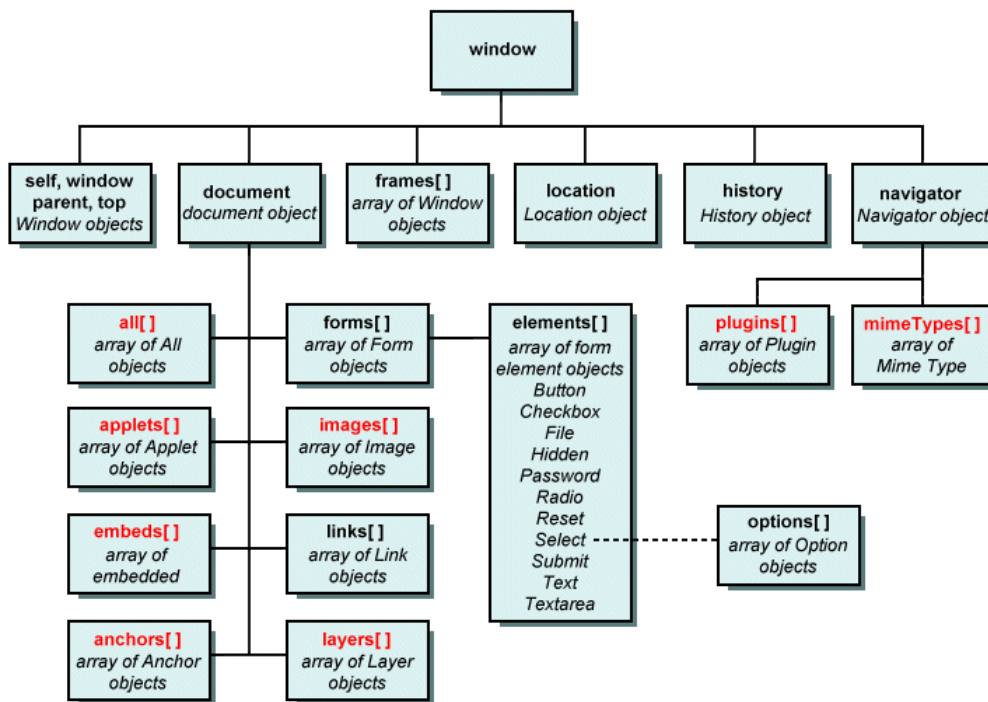 window
self, window
parent, top
Window objects
document
document object
frames[ ]
array of Window
objects
location
Location object
history
History object
navigator
Navigator object
all[ ]
array of All
objects
forms[ ]
array of Form
objects
elements[ ]
array of form
element objects
Button
Checkbox
File
Hidden
Password
Radio
Reset
Select
Submit
Text
Textarea
plugins[ ]
array of Plugin
objects
mimeTypes[ ]
array of
Mime Type
applets[ ]
array of Applet
objects
images[ ]
array of Image
objects
embeds[ ]
array of
embedded
links[ ]
array of Link
objects
options[ ]
array of Option
objects
anchors[ ]
array of Anchor
objects
layers[ ]
array of Layer
objects